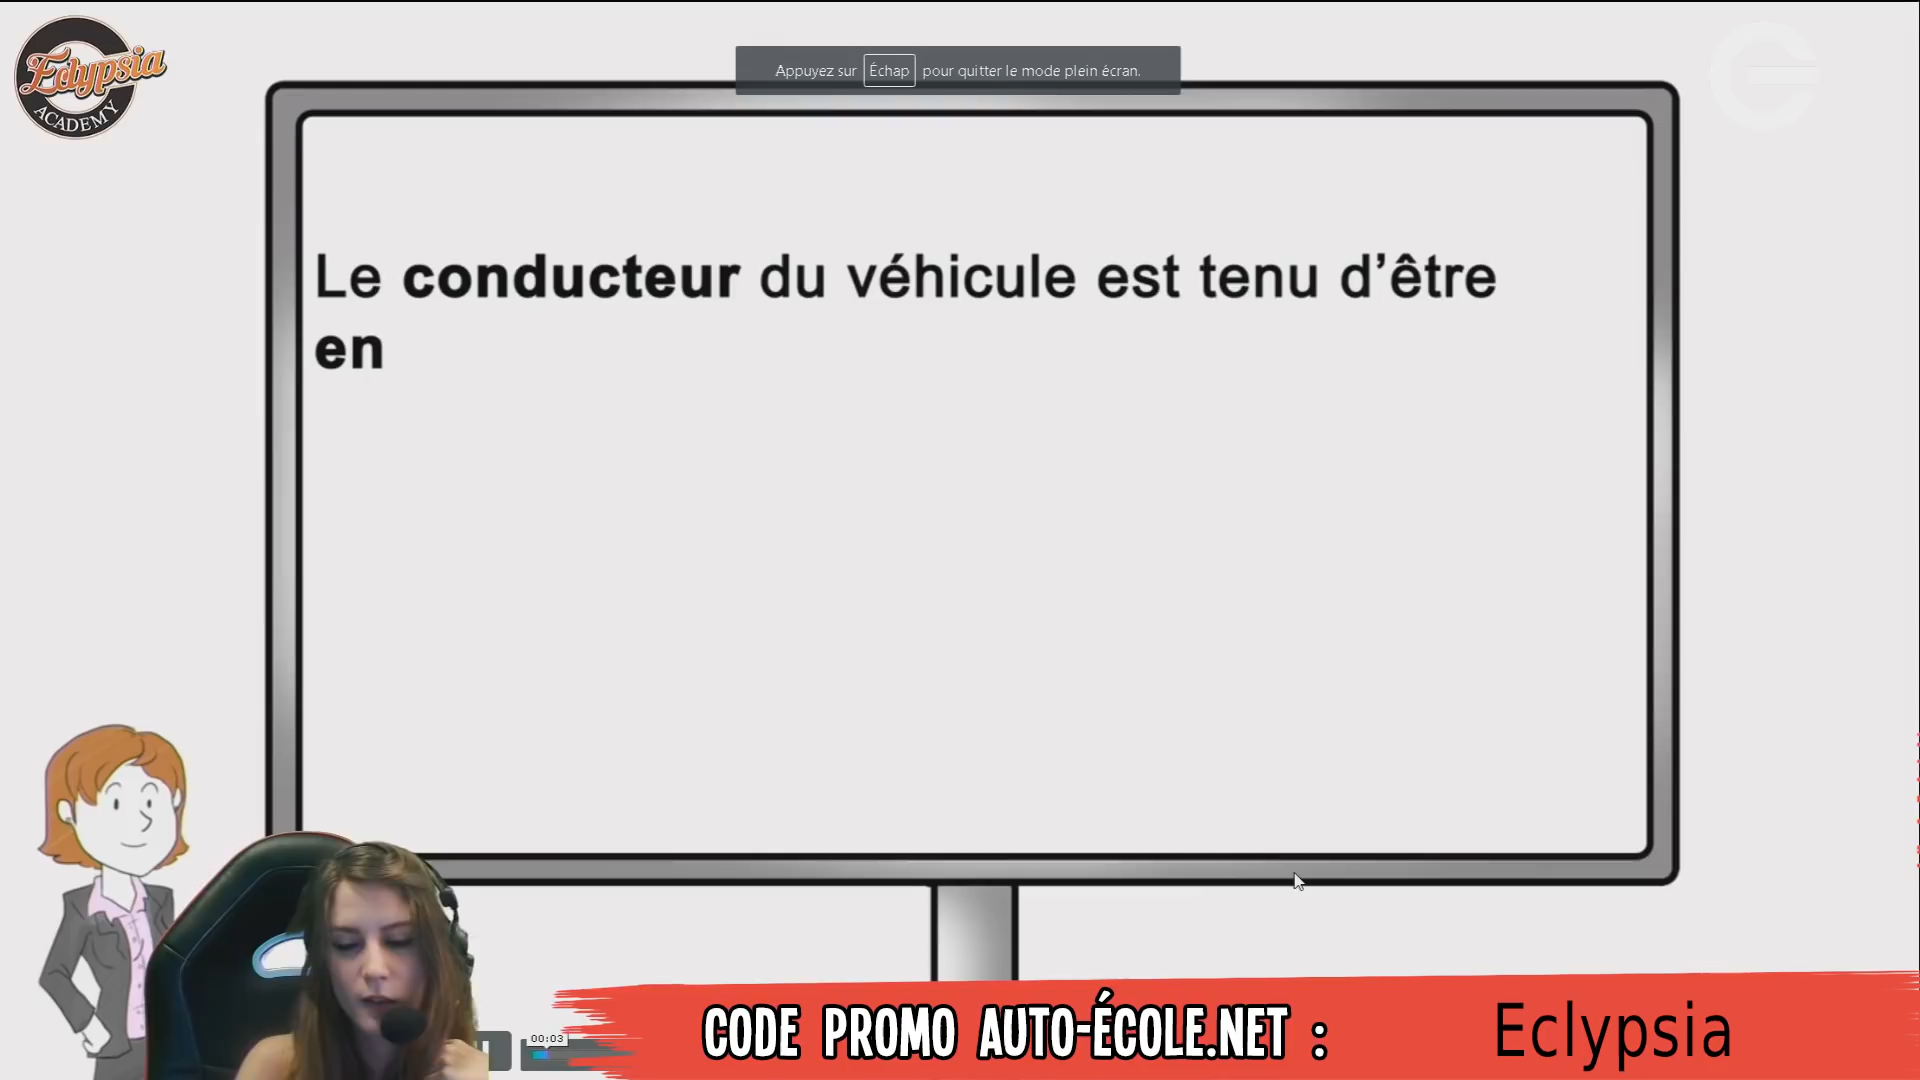 Eclypsia
ACADEMY
Appuyez sur Échap pour quitter le mode plein écran.
Le conducteur du véhicule est tenu d’être
en
00:03
CODE PROMO AUTO-ÉCOLE.NET :
Eclypsia